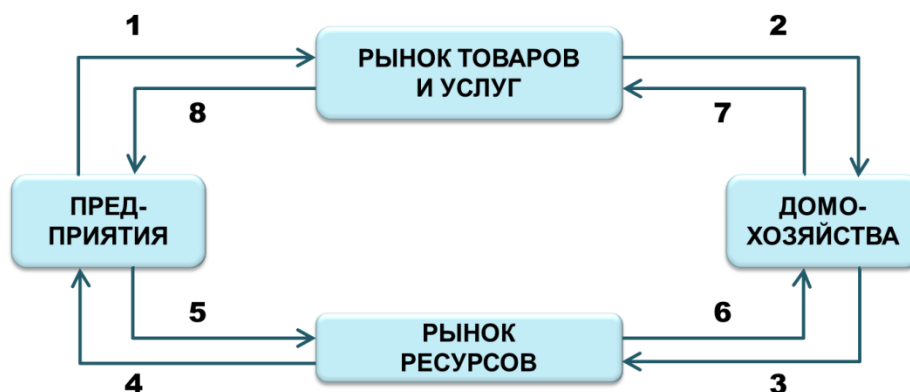 1
2
РЫНОК ТОВАРОВ
И УСЛУГ
8
7
ПРЕД-
ПРИЯТИЯ
ДОМО-
ХОЗЯЙСТВА
5
6
РЫНОК
РЕСУРСОВ
4
3